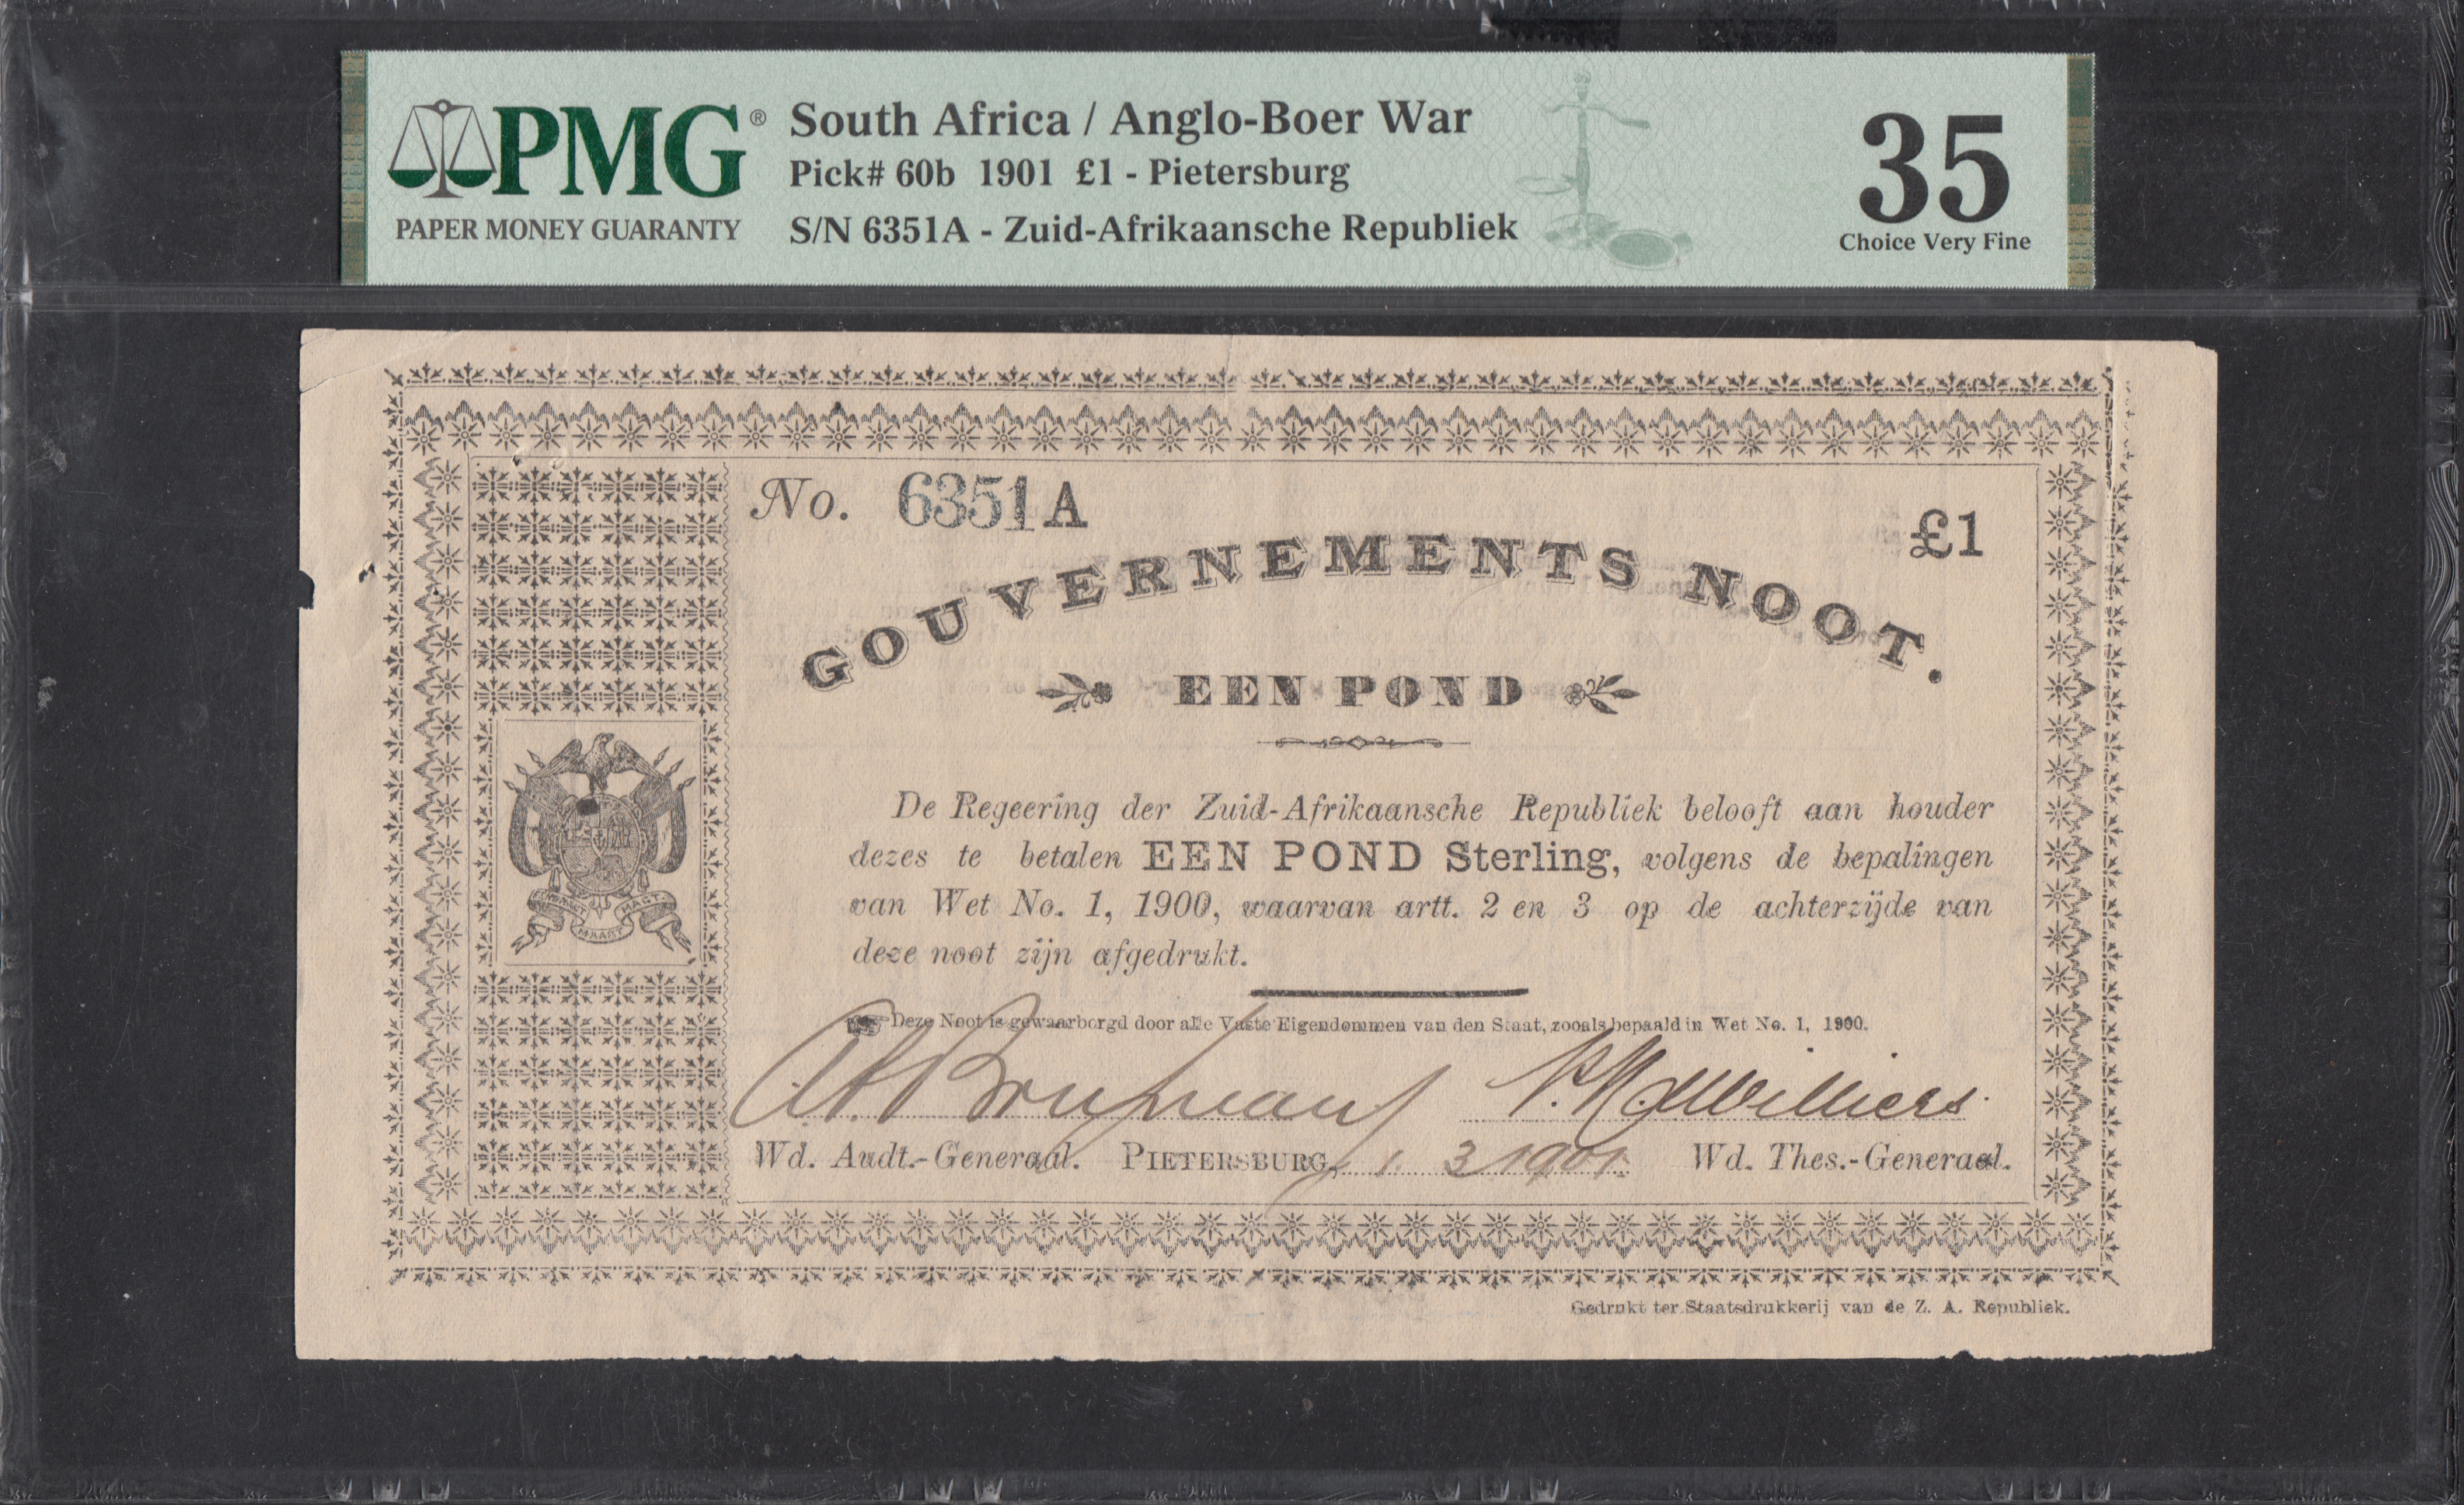 PMG®
PAPER MONEY GUARANTY
South Africa / Anglo-Boer War
Pick# 60b 1901 £1 - Pietersburg
S/N 6351A - Zuid-Afrikaansche Republiek
35
Choice Very Fine
No. 6351 A
£1
GOUVERNEMENTS NOOT.
EEN POND
De Regeering der Zuid-Afrikaansche Republiek belooft aan houder
dezes te betalen EEN POND Sterling, volgens de bepalingen
van Wet No. 1, 1900, waarvan artt. 2 en 3 op de achterzijde van
deze noot zijn afgedrukt.
MAAKT MAGT
Deze Noot is gewaarborgd door alle Vaste Eigendommen van den Staat, zooals bepaald in Wet No. 1, 1900.
Wd. Audt.-Generaal. PIETERSBURG, 1. 3 1901 Wd. Thes.-Generaal.
Gedrukt ter Staatsdrukkerij van de Z. A. Republiek.